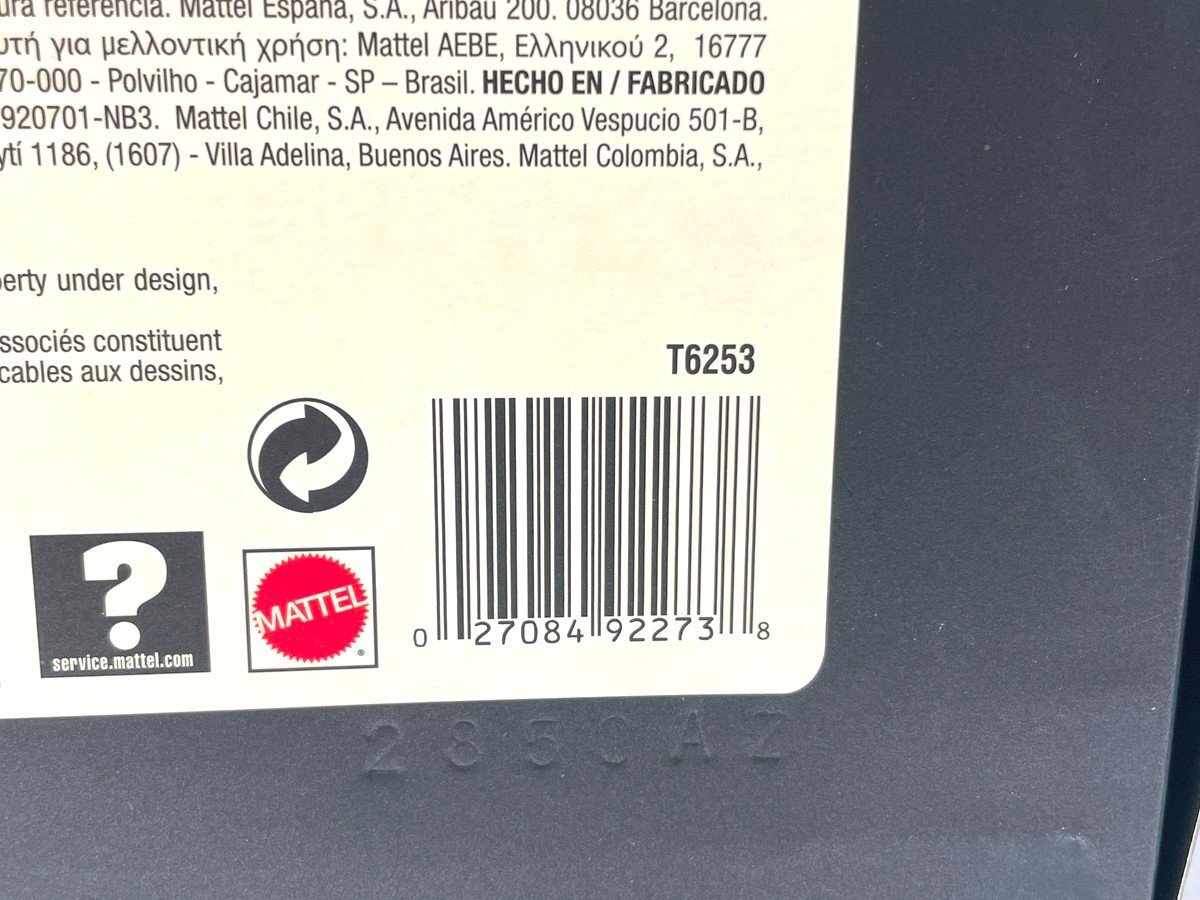 ura referencia. Mattel España, S.A., Aribau 200. 08036 Barcelona.
υτή για μελλοντική χρήση: Mattel AEBE, Ελληνικού 2, 16777
70-000 - Polvilho - Cajamar - SP – Brasil. HECHO EN / FABRICADO
920701-NB3. Mattel Chile, S.A., Avenida Américo Vespucio 501-B,
ytí 1186, (1607) - Villa Adelina, Buenos Aires. Mattel Colombia, S.A.,
perty under design,
ssociés constituent
cables aux dessins,
T6253
?
service.mattel.com
MATTEL
®
0 27084 92273 8
2850AZ